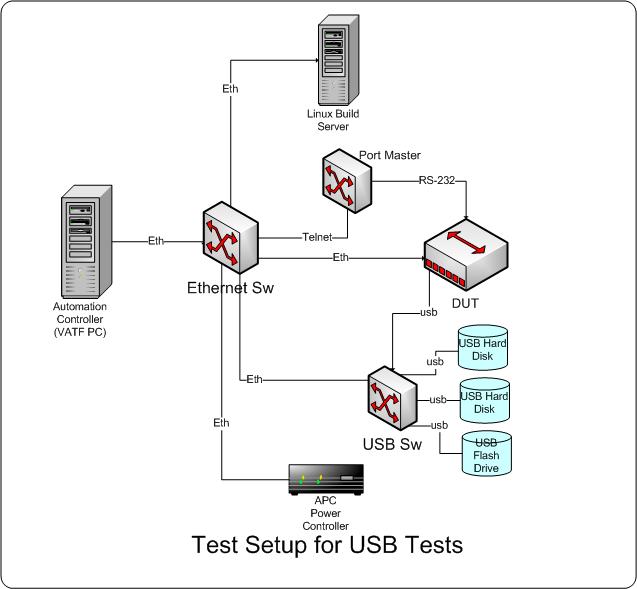 Eth
Linux Build
Server
Port Master
RS-232
Eth
Telnet
Eth
Ethernet Sw
DUT
Automation
Controller
(VATF PC)
usb
USB Hard
Disk
usb
Eth
usb
USB Hard
Disk
Eth
usb
USB Sw
USB
Flash
Drive
APC
Power
Controller
Test Setup for USB Tests